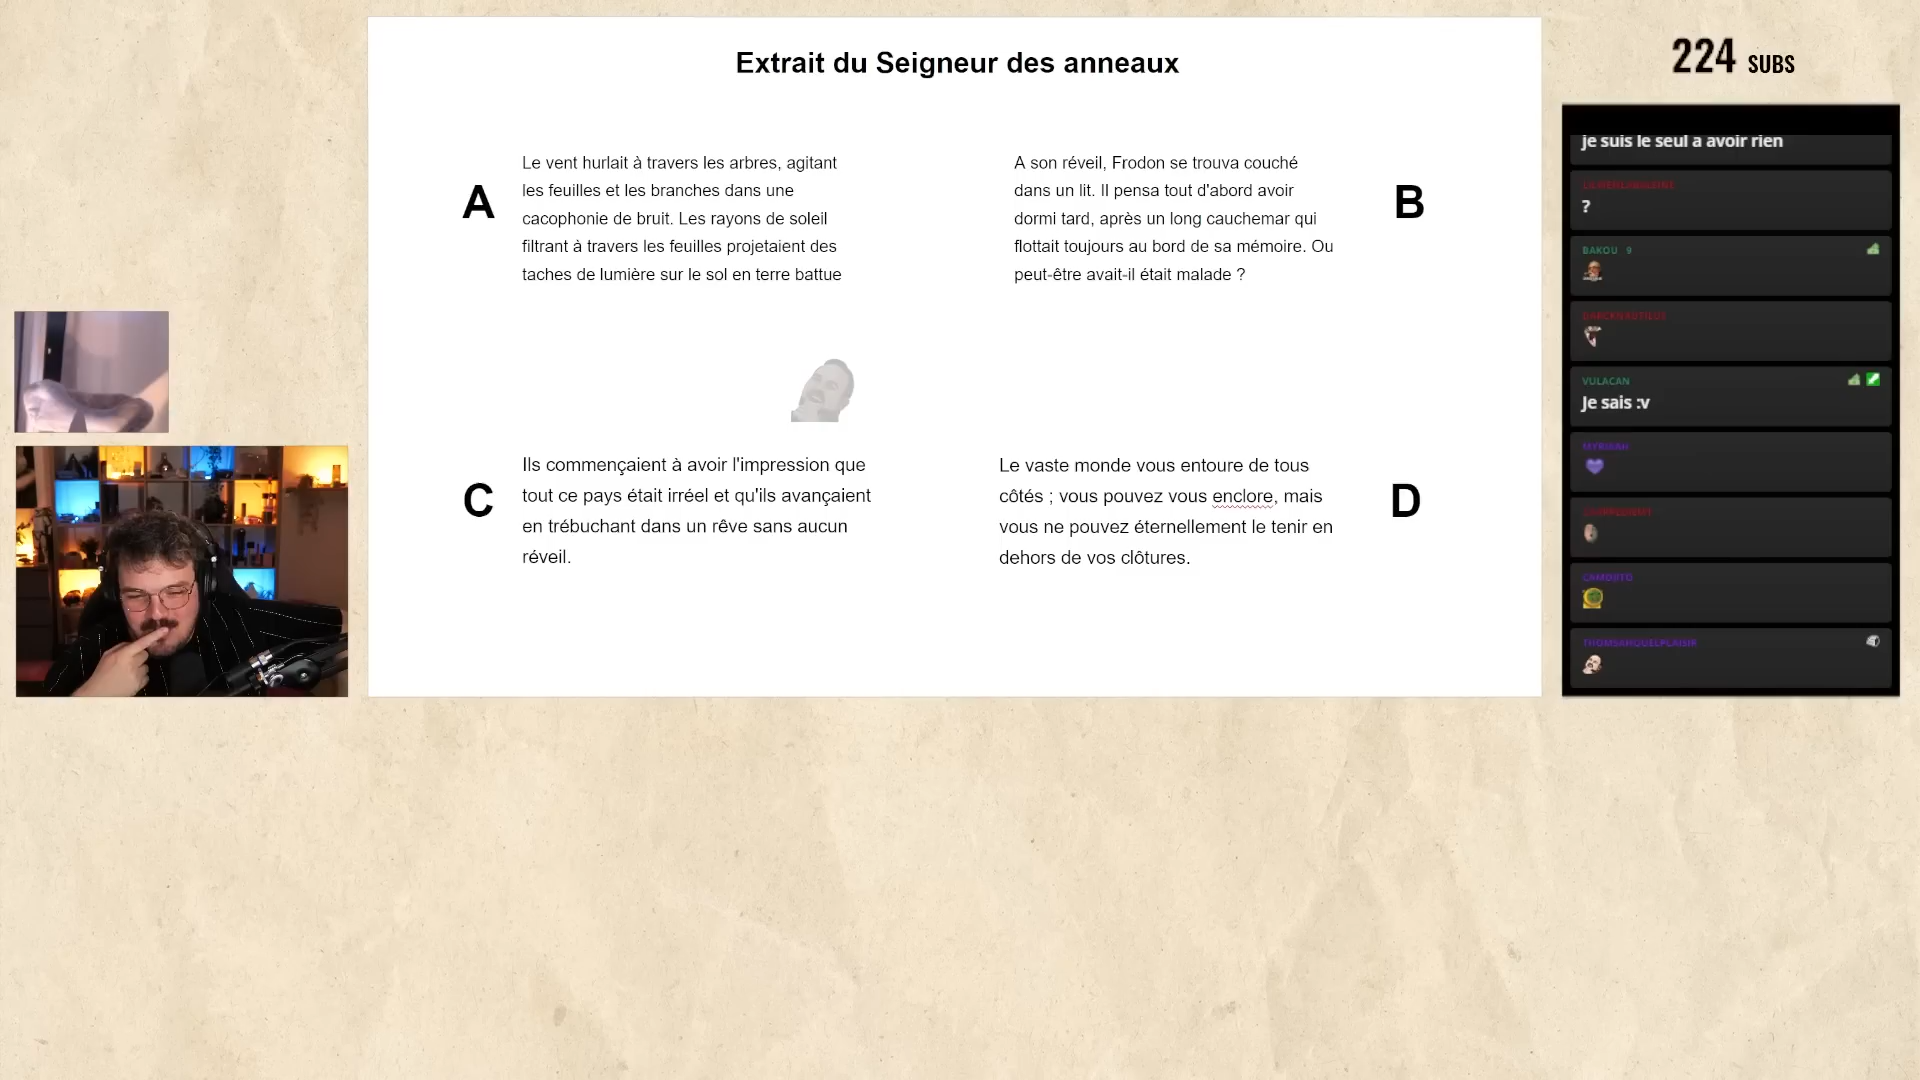 Extrait du Seigneur des anneaux
A
Le vent hurlait à travers les arbres, agitant
les feuilles et les branches dans une
cacophonie de bruit. Les rayons de soleil
filtrant à travers les feuilles projetaient des
taches de lumière sur le sol en terre battue
A son réveil, Frodon se trouva couché
dans un lit. Il pensa tout d'abord avoir
dormi tard, après un long cauchemar qui
flottait toujours au bord de sa mémoire. Ou
peut-être avait-il était malade ?
B
C
Ils commençaient à avoir l'impression que
tout ce pays était irréel et qu'ils avançaient
en trébuchant dans un rêve sans aucun
réveil.
Le vaste monde vous entoure de tous
côtés ; vous pouvez vous enclore, mais
vous ne pouvez éternellement le tenir en
dehors de vos clôtures.
D
224 SUBS
je suis le seul a avoir rien
?
BAKOU_9
VULACAN
Je sais :v
CAMOJITO
THOMSAHQUELPLAISIR